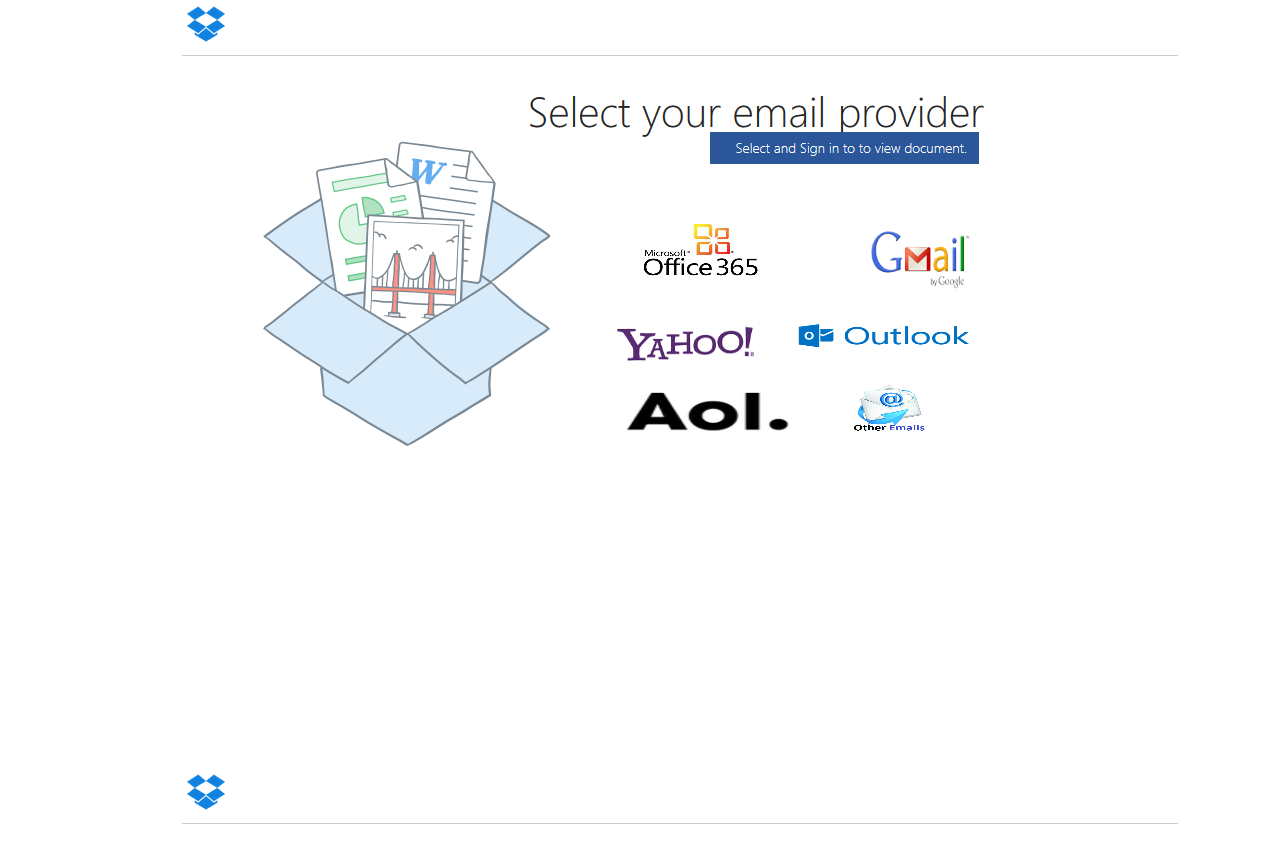 Select your email provider
Select and Sign in to to view document.
W
Microsoft®
Office 365
GMail
by Google
YAHOO!
Outlook
Aol.
Other Emails